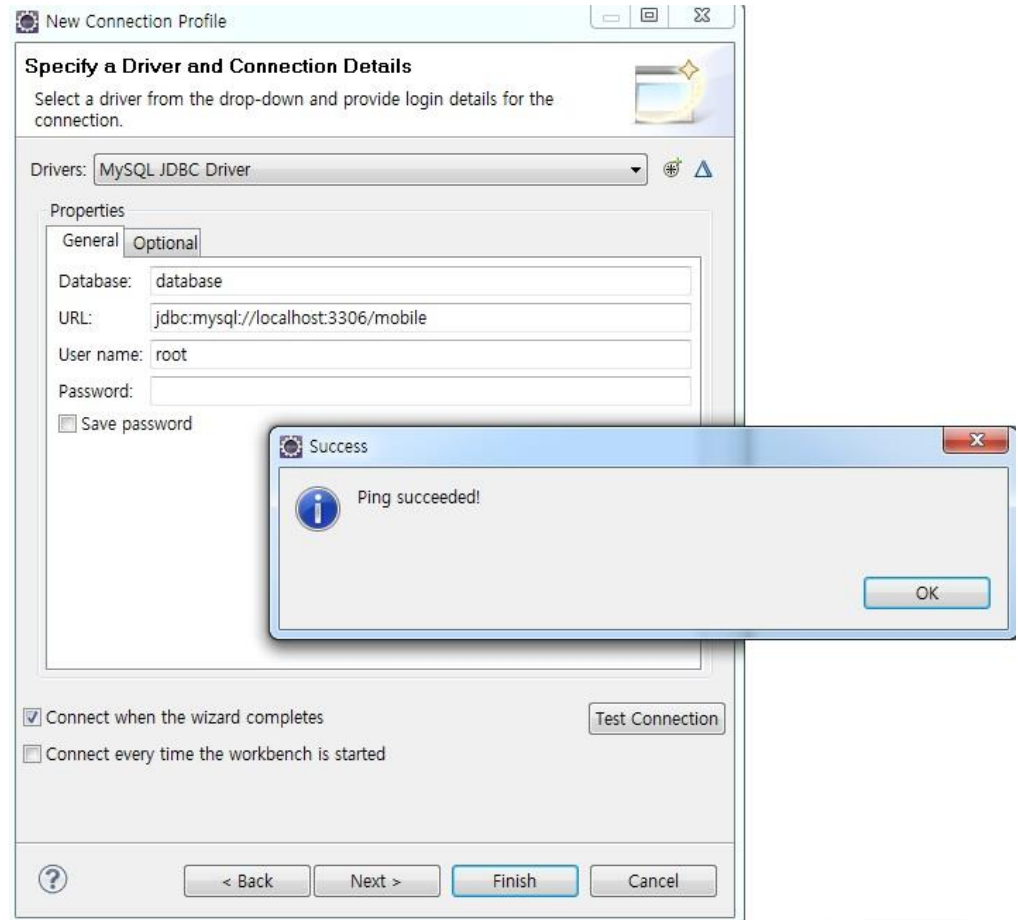 New Connection Profile
Specify a Driver and Connection Details
Select a driver from the drop-down and provide login details for the
connection.
Drivers: MySQL JDBC Driver
Properties
General Optional
Database: database
URL: jdbc:mysql://localhost:3306/mobile
User name: root
Password:
Save password
Success
Ping succeeded!
OK
Connect when the wizard completes
Test Connection
Connect every time the workbench is started
< Back Next > Finish Cancel